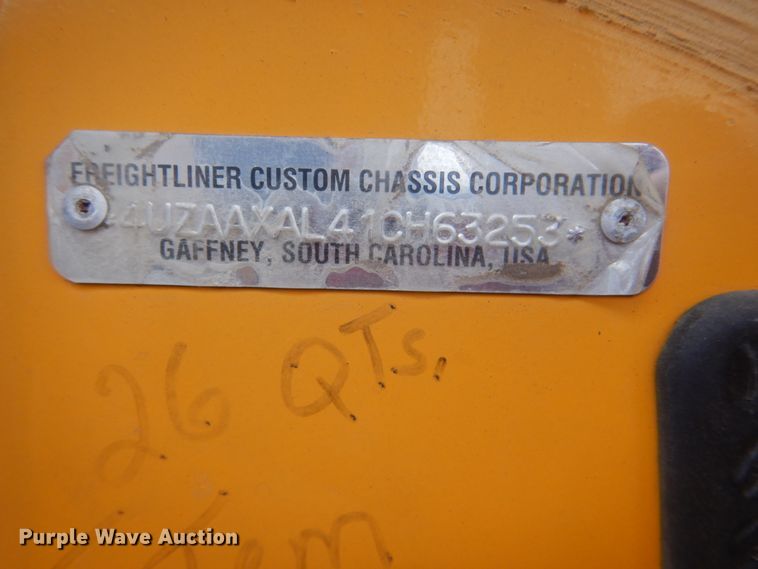 FREIGHTLINER CUSTOM CHASSIS CORPORATION
*4UZAAXAL41CH63253*
GAFFNEY, SOUTH CAROLINA, USA
26 QTs.
Purple Wave Auction